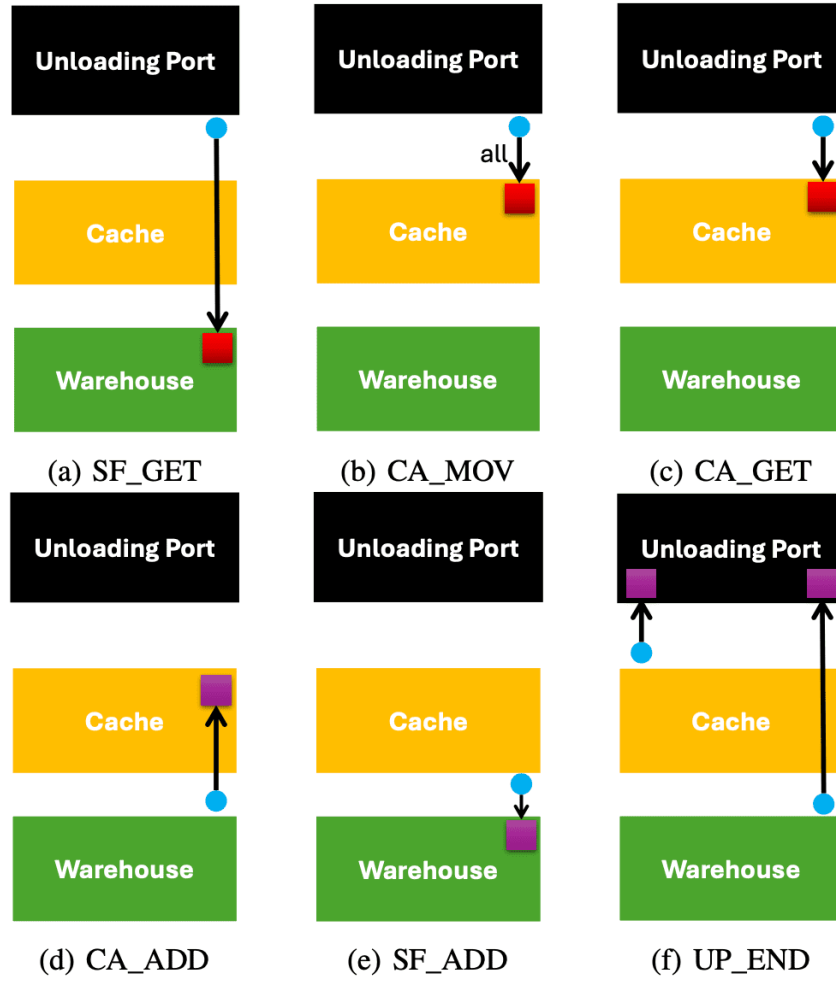 Unloading Port
Unloading Port
Unloading Port
all
Cache
Cache
Cache
Warehouse
Warehouse
Warehouse
(a) SF_GET
(b) CA_MOV
(c) CA_GET
Unloading Port
Unloading Port
Unloading Port
Cache
Cache
Cache
Warehouse
Warehouse
Warehouse
(d) CA_ADD
(e) SF_ADD
(f) UP_END